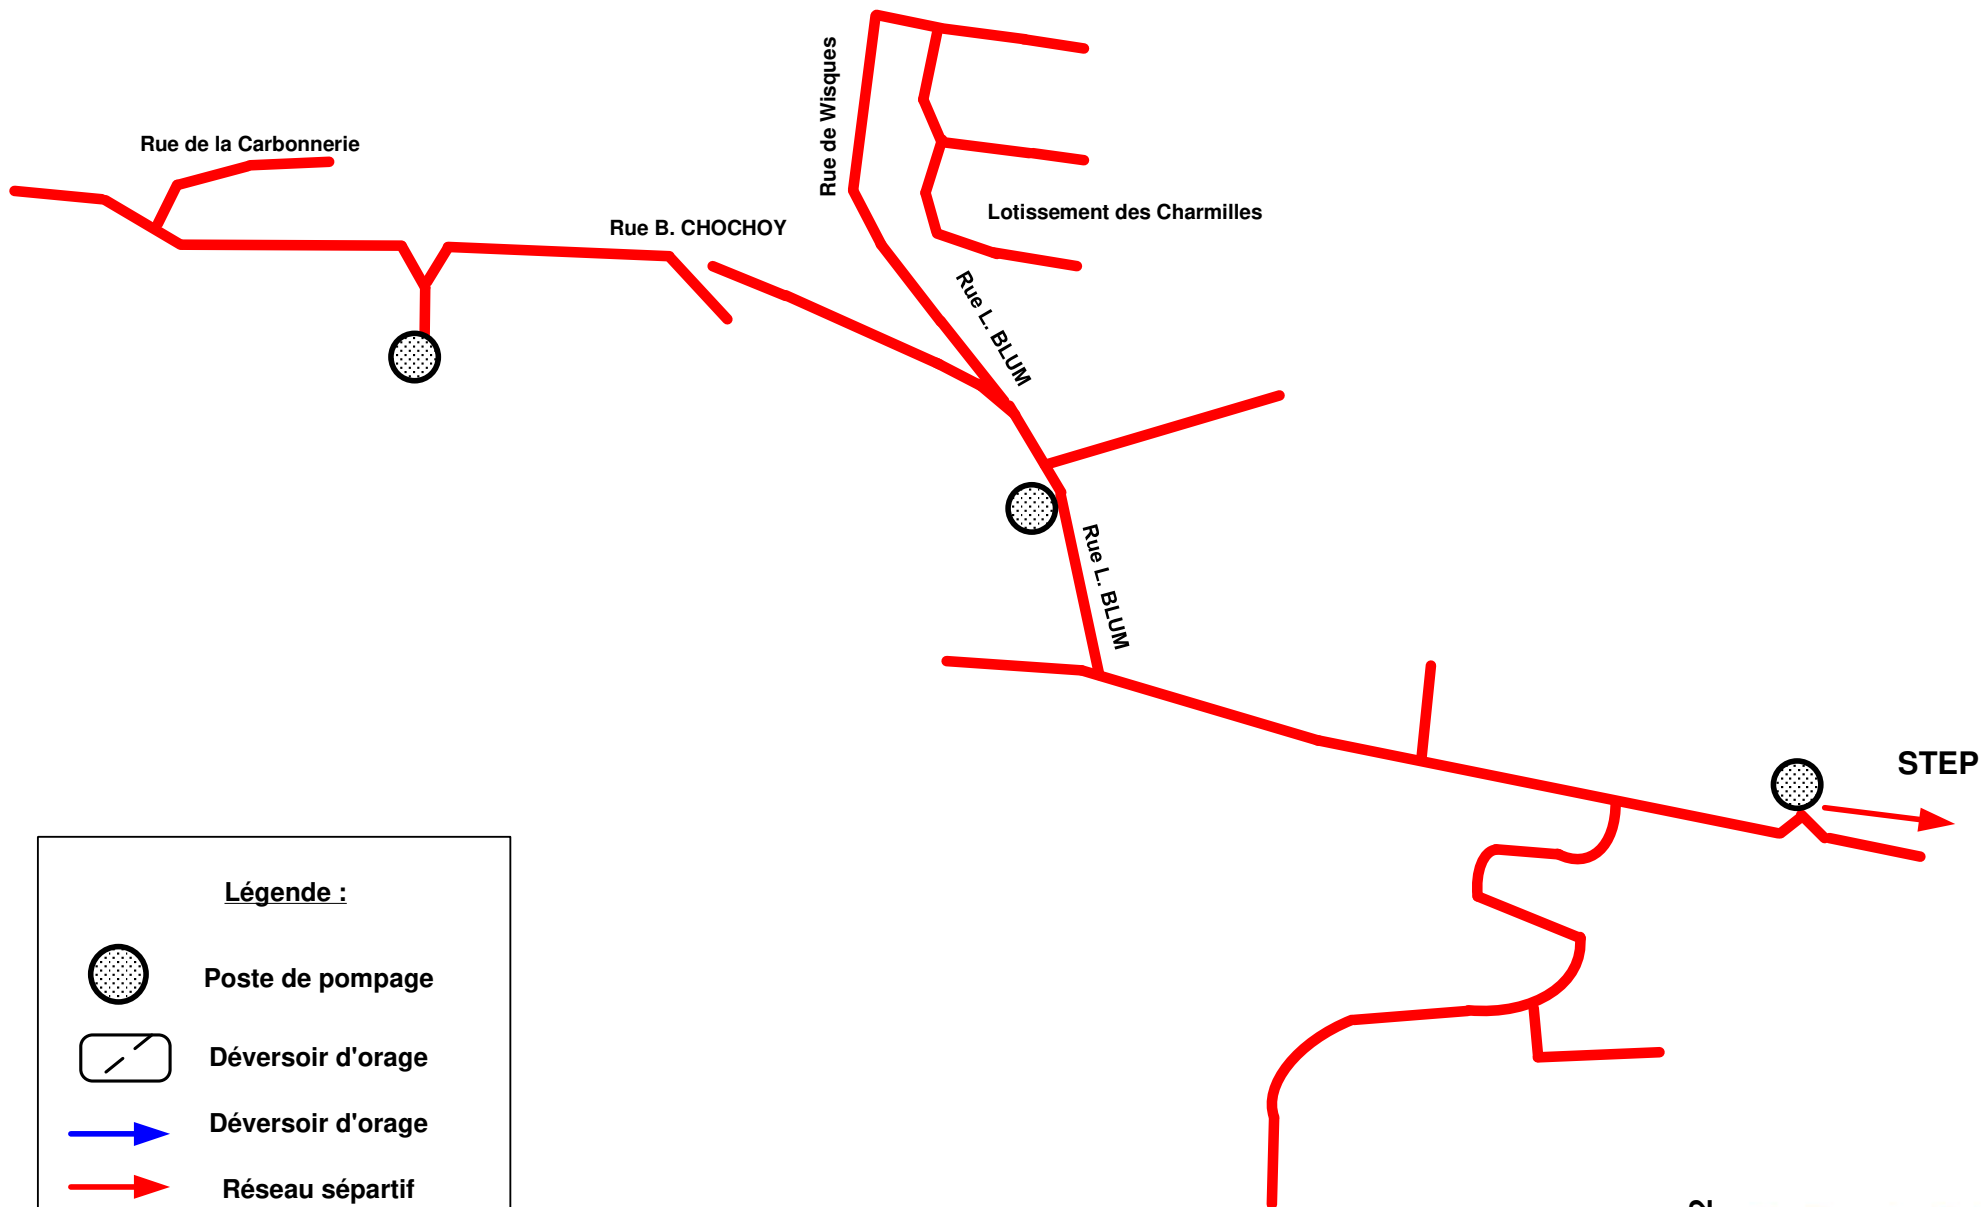 Rue de Wisques
Rue de la Carbonnerie
Rue B. CHOCHOY
Lotissement des Charmilles
Rue L. BLUM
Rue L. BLUM
STEP
Légende :
Poste de pompage
Déversoir d'orage
Déversoir d'orage
Réseau sépartif